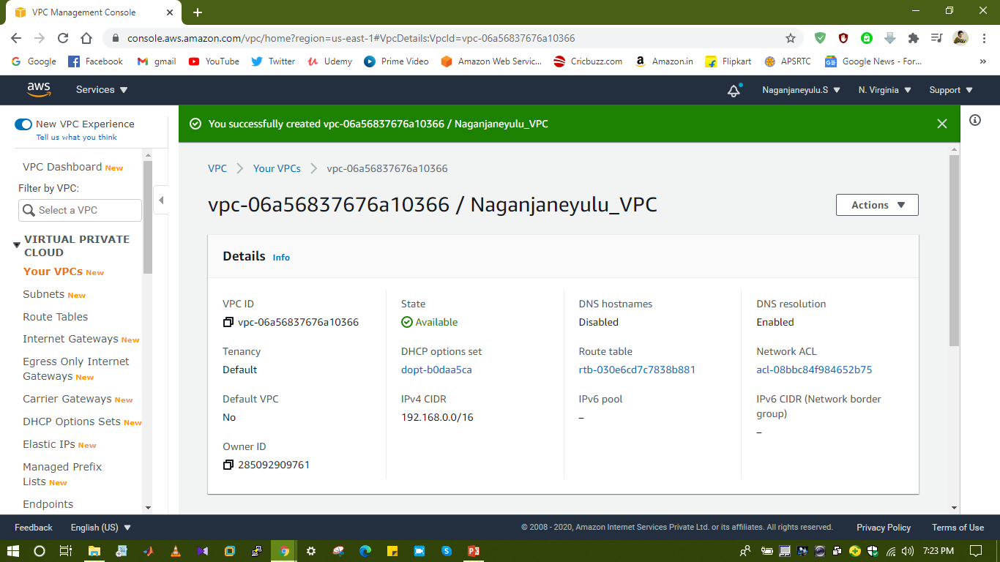 VPC Management Console
console.aws.amazon.com/vpc/home?region=us-east-1#VpcDetails:VpcId=vpc-06a56837676a10366
Google Facebook gmail YouTube Twitter Udemy Prime Video Amazon Web Servic... Cricbuzz.com Amazon.in Flipkart APSRTC Google News - For... »
aws Services Naganjaneyulu.S N. Virginia Support
New VPC Experience
Tell us what you think
VPC Dashboard New
Filter by VPC:
Select a VPC
VIRTUAL PRIVATE
CLOUD
Your VPCs New
Subnets New
Route Tables
Internet Gateways New
Egress Only Internet
Gateways New
Carrier Gateways New
DHCP Options Sets New
Elastic IPs New
Managed Prefix
Lists New
Endpoints
You successfully created vpc-06a56837676a10366 / Naganjaneyulu_VPC
VPC Your VPCs vpc-06a56837676a10366
vpc-06a56837676a10366 / Naganjaneyulu_VPC Actions
Details Info
VPC ID State DNS hostnames DNS resolution
vpc-06a56837676a10366 Available Disabled Enabled
Tenancy DHCP options set Route table Network ACL
Default dopt-b0daa5ca rtb-030e6cd7c7838b881 acl-08bbc84f984652b75
Default VPC IPv4 CIDR IPv6 pool IPv6 CIDR (Network border
group)
No 192.168.0.0/16 –
–
Owner ID
285092909761
Feedback English (US) © 2008 - 2020, Amazon Internet Services Private Ltd. or its affiliates. All rights reserved. Privacy Policy Terms of Use
7:23 PM